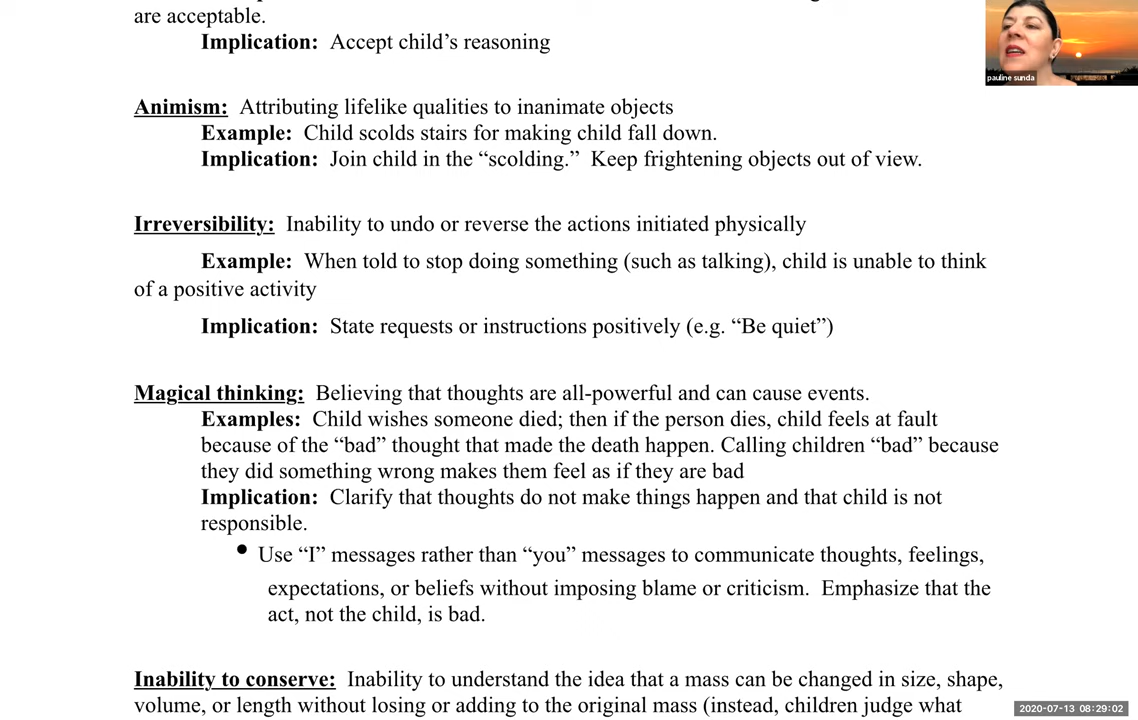 are acceptable.
Implication: Accept child’s reasoning
pauline sunda
Animism: Attributing lifelike qualities to inanimate objects
Example: Child scolds stairs for making child fall down.
Implication: Join child in the “scolding.” Keep frightening objects out of view.
Irreversibility: Inability to undo or reverse the actions initiated physically
Example: When told to stop doing something (such as talking), child is unable to think
of a positive activity
Implication: State requests or instructions positively (e.g. “Be quiet”)
Magical thinking: Believing that thoughts are all-powerful and can cause events.
Examples: Child wishes someone died; then if the person dies, child feels at fault
because of the “bad” thought that made the death happen. Calling children “bad” because
they did something wrong makes them feel as if they are bad
Implication: Clarify that thoughts do not make things happen and that child is not
responsible.
• Use “I” messages rather than “you” messages to communicate thoughts, feelings,
expectations, or beliefs without imposing blame or criticism. Emphasize that the
act, not the child, is bad.
Inability to conserve: Inability to understand the idea that a mass can be changed in size, shape,
volume, or length without losing or adding to the original mass (instead, children judge what
2020-07-13 08:29:02